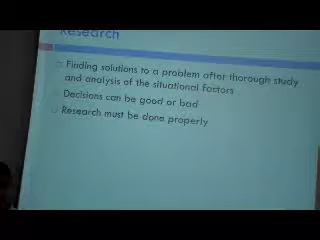 Research
Finding solutions to a problem after thorough study
and analysis of the situational factors
Decisions can be good or bad
Research must be done properly